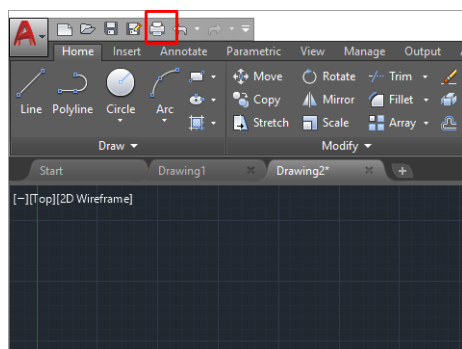 A
Home Insert Annotate Parametric View Manage Output
Move Rotate Trim
Copy Mirror Fillet
Line Polyline Circle Arc
Stretch Scale Array
Draw Modify
Start Drawing1 Drawing2*
[−][Top][2D Wireframe]